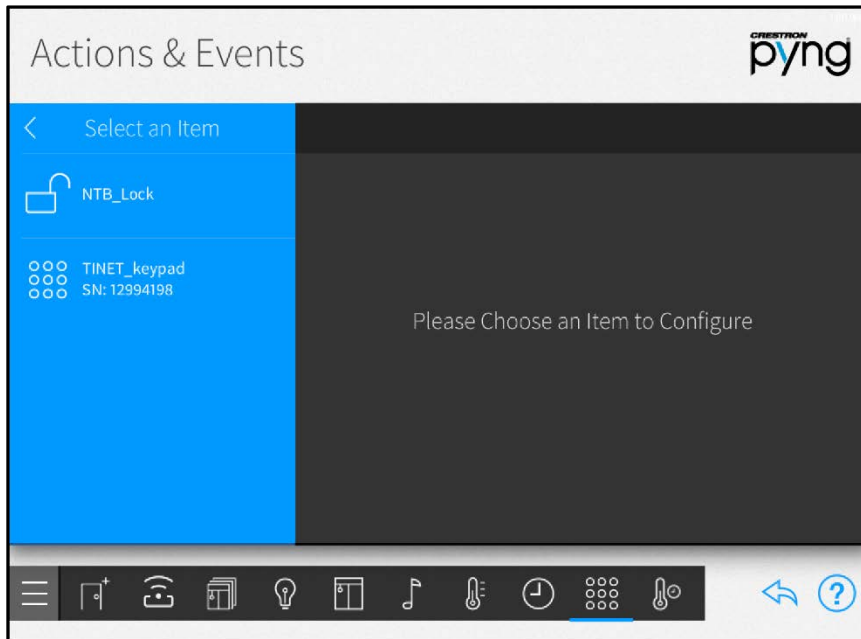 Actions & Events
CRESTRON
pyng
Select an Item
NTB_Lock
TINET_keypad
SN: 12994198
Please Choose an Item to Configure
?